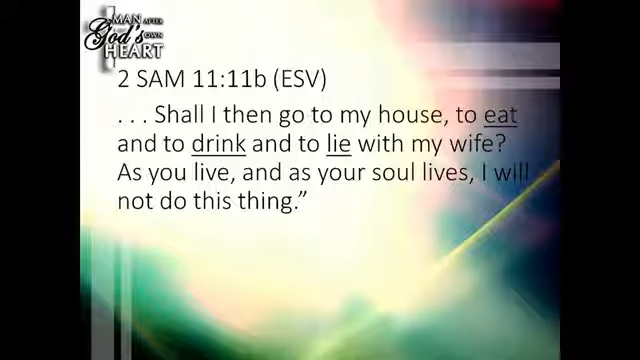 A MAN AFTER
God's OWN
HEART
2 SAM 11:11b (ESV)
. . . Shall I then go to my house, to eat
and to drink and to lie with my wife?
As you live, and as your soul lives, I will
not do this thing.”